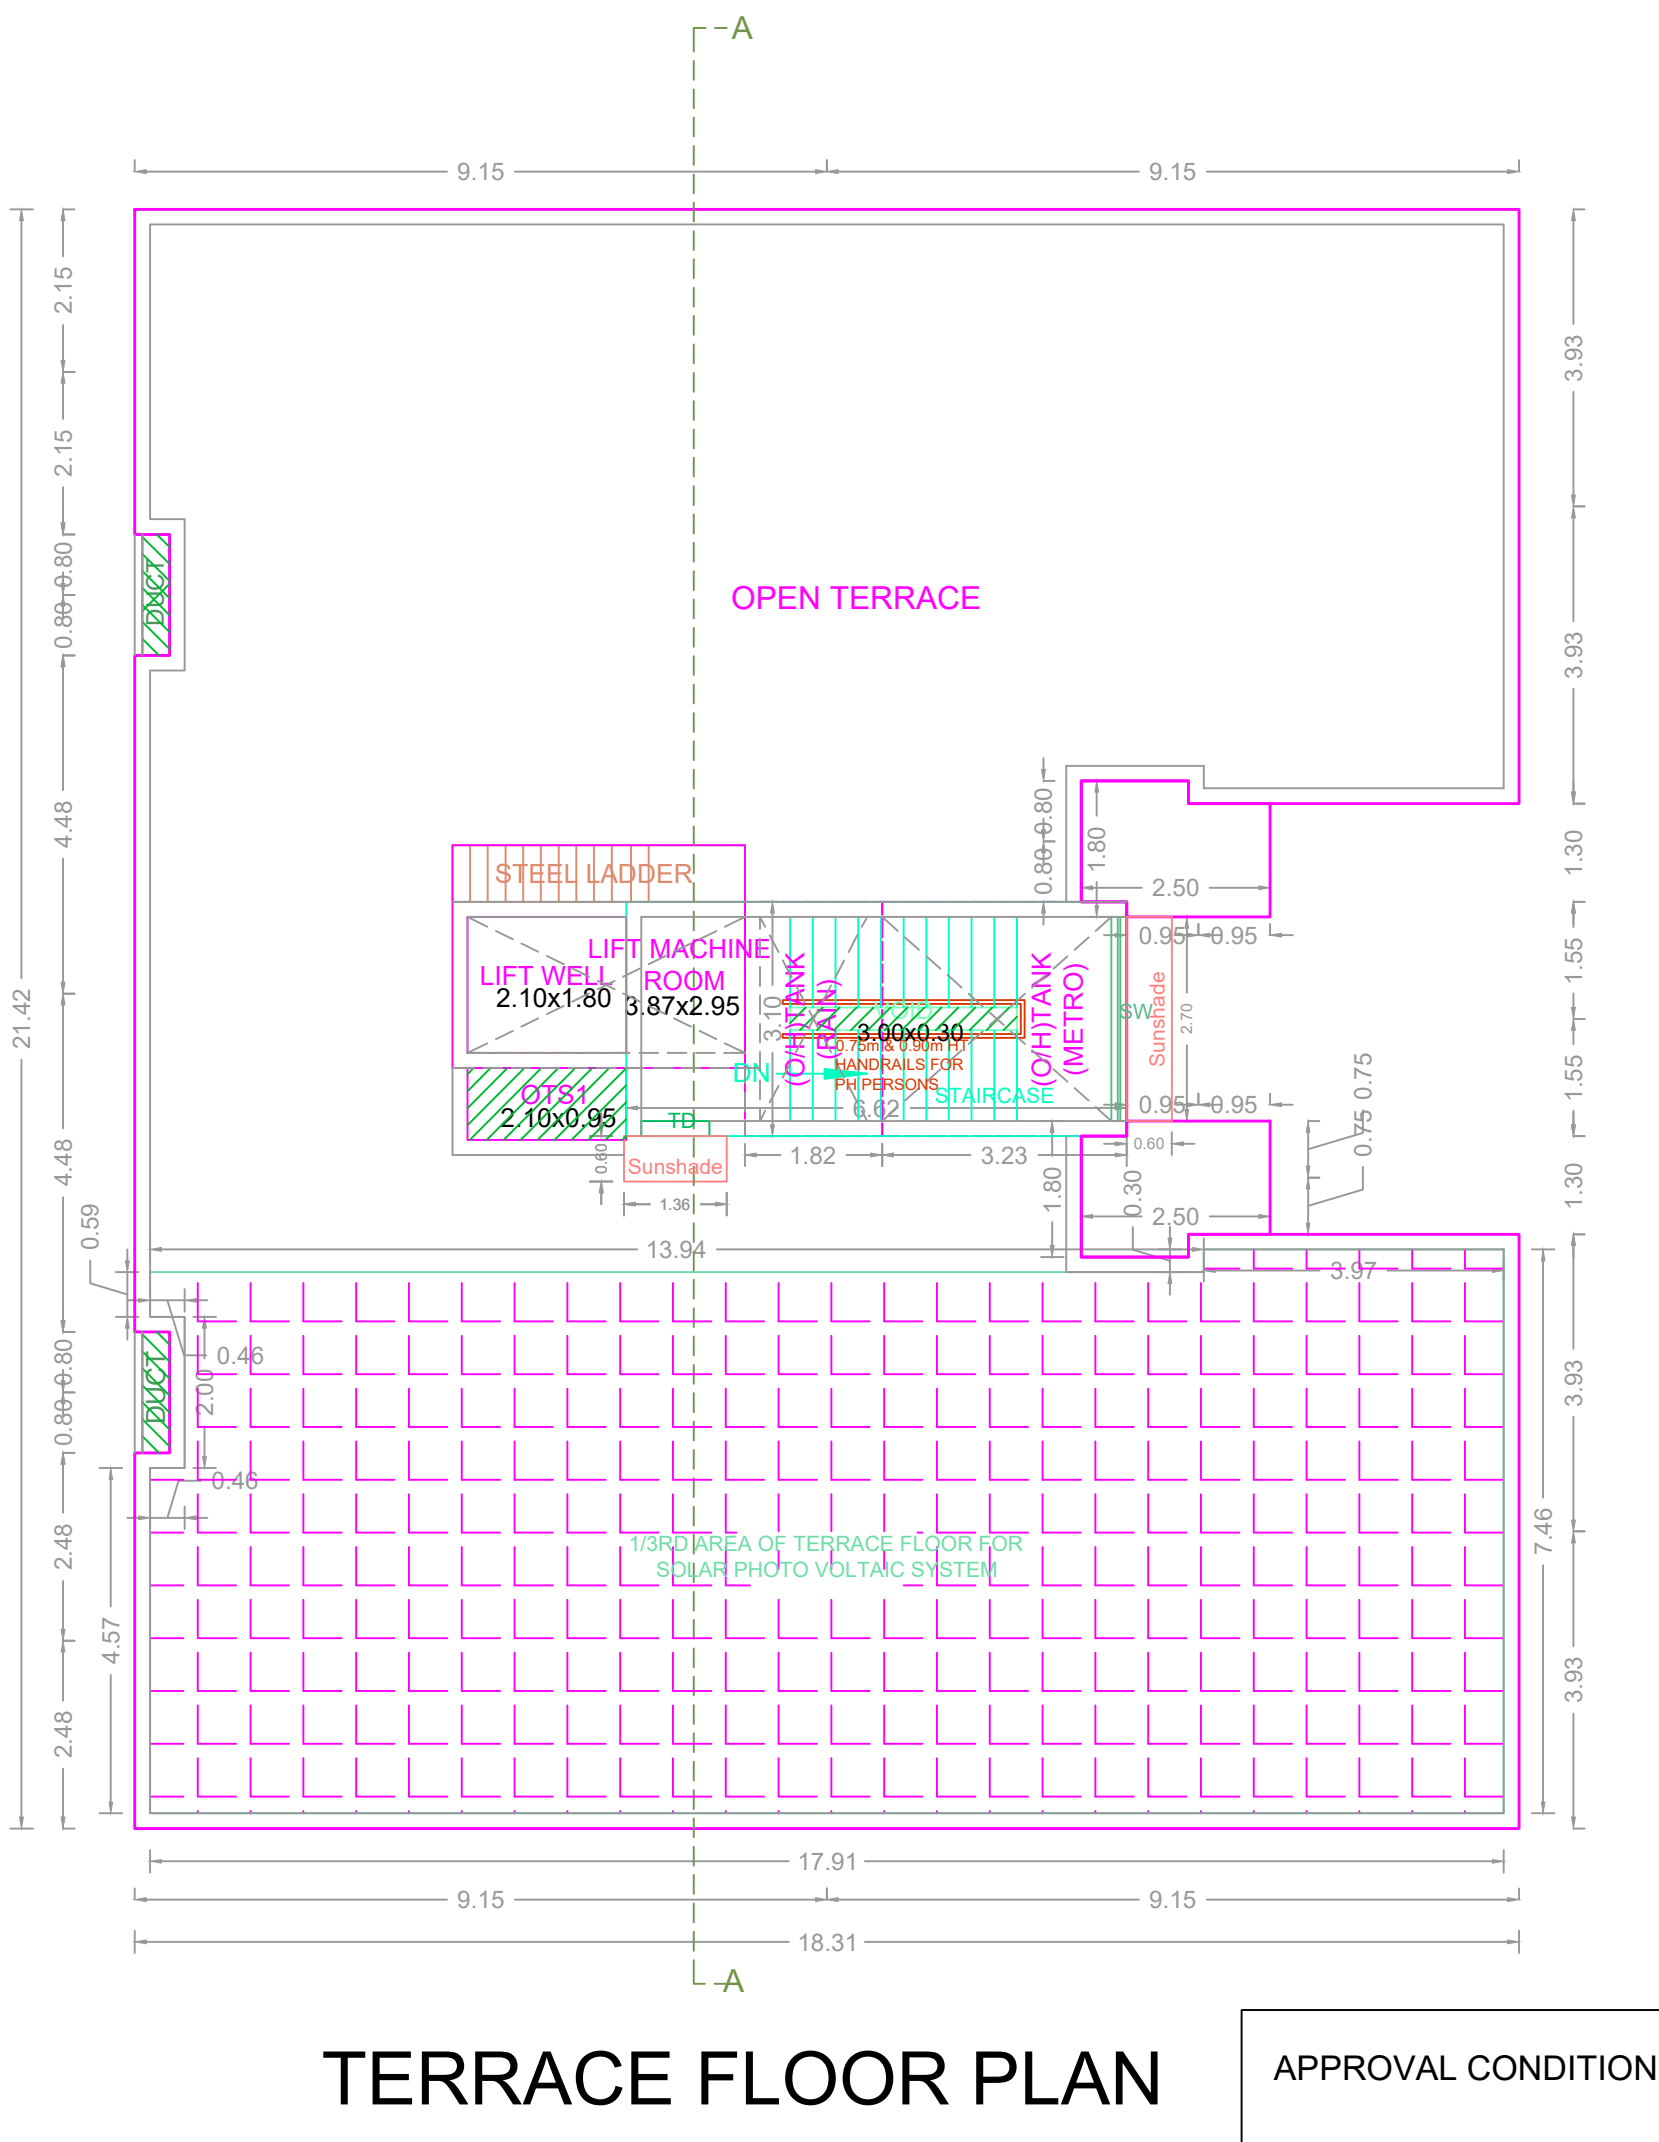 A
9.15
9.15
2.15
3.93
2.15
0.80
0.80
DUCT
OPEN TERRACE
3.93
21.42
4.48
0.80
0.80
1.80
1.30
STEEL LADDER
2.50
0.95
0.95
LIFT MACHINE
ROOM
3.87x2.95
LIFT WELL
2.10x1.80
(O/H)TANK
(RAIN)
3.10
VOID
3.00x0.30
0.75m & 0.90m HT
HANDRAILS FOR
PH PERSONS
(O/H)TANK
(METRO)
SW
Sunshade
2.70
1.55
1.55
DN
STAIRCASE
6.62
OTS1
2.10x0.95
TD
0.95
0.95
0.75
0.75
4.48
0.60
Sunshade
1.36
1.82
3.23
0.60
1.80
0.30
2.50
1.30
0.59
13.94
3.97
0.46
2.00
0.80
0.80
DUCT
0.46
3.93
2.48
1/3RD AREA OF TERRACE FLOOR FOR
SOLAR PHOTO VOLTAIC SYSTEM
7.46
4.57
2.48
3.93
17.91
9.15
9.15
18.31
A
TERRACE FLOOR PLAN
APPROVAL CONDITION